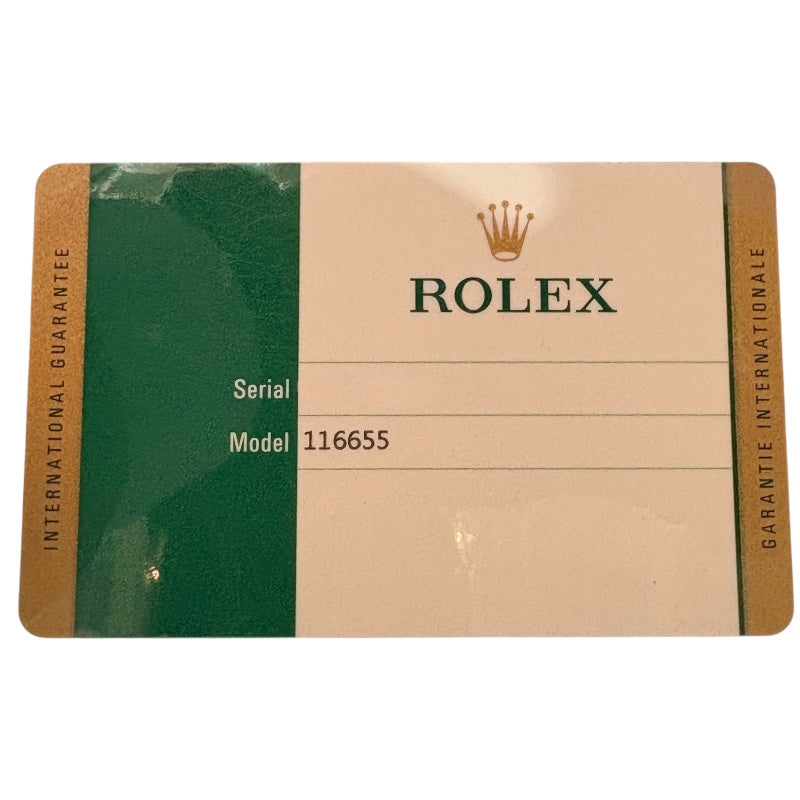 INTERNATIONAL GUARANTEE
ROLEX
Serial
Model 116655
GARANTIE INTERNATIONALE